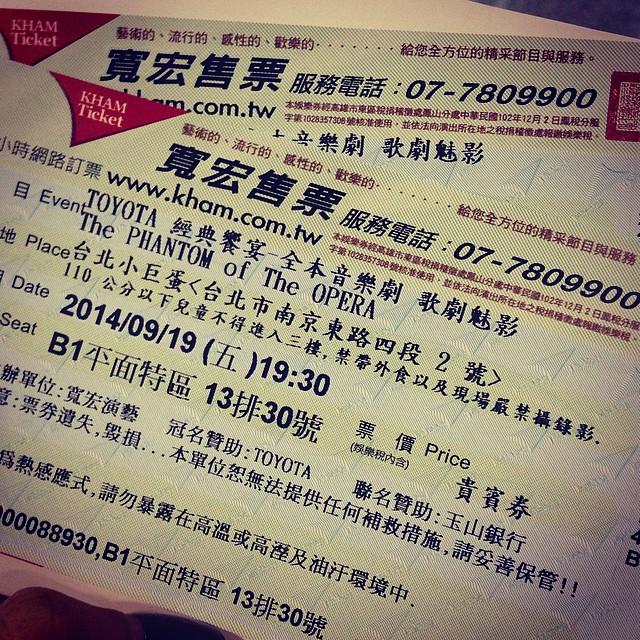 KHAM
Ticket
藝術的、流行的、感性的、歡樂的·······給您全方位的精采節目與服務。
寬宏售票 服務電話：07-7809900
kham.com.tw
本娛樂券經高雄市東區稅捐稽徵處鳳山分處中華民國102年12月2日鳳稅分服
字第1028357308號核准使用，並依法向演出所在地之稅捐稽徵處報繳娛樂稅。
音樂劇 歌劇魅影
KHAM
Ticket
藝術的、流行的、感性的、歡樂的·······給您全方位的精采節目與服務
寬宏售票 服務電話：07-7809900
小時網路訂票 www.kham.com.tw
本娛樂券經高雄市東區稅捐稽徵處鳳山分處中華民國102年12月2日鳳稅分
字第1028357308號核准使用，並依法向演出所在地之稅捐稽徵處報繳娛樂稅
目 Event TOYOTA 經典饗宴-全本音樂劇 歌劇魅影
The PHANTOM of The OPERA
地 Place 台北小巨蛋<台北市南京東路四段 2 號>
110 公分以下兒童不得進入三樓,禁帶外食以及現場嚴禁攝錄影.
Date 2014/09/19 (五 )19:30
Seat B1平面特區 13排30號
票 價 Price 貴賓券
(娛樂稅內含)
辦單位:寬宏演藝 冠名贊助:TOYOTA 聯名贊助:玉山銀行
意:票券遺失,毀損...本單位恕無法提供任何補救措施,請妥善保管!!
為熱感應式,請勿暴露在高溫或高溼及油汙環境中.
00088930,B1平面特區 13排30號